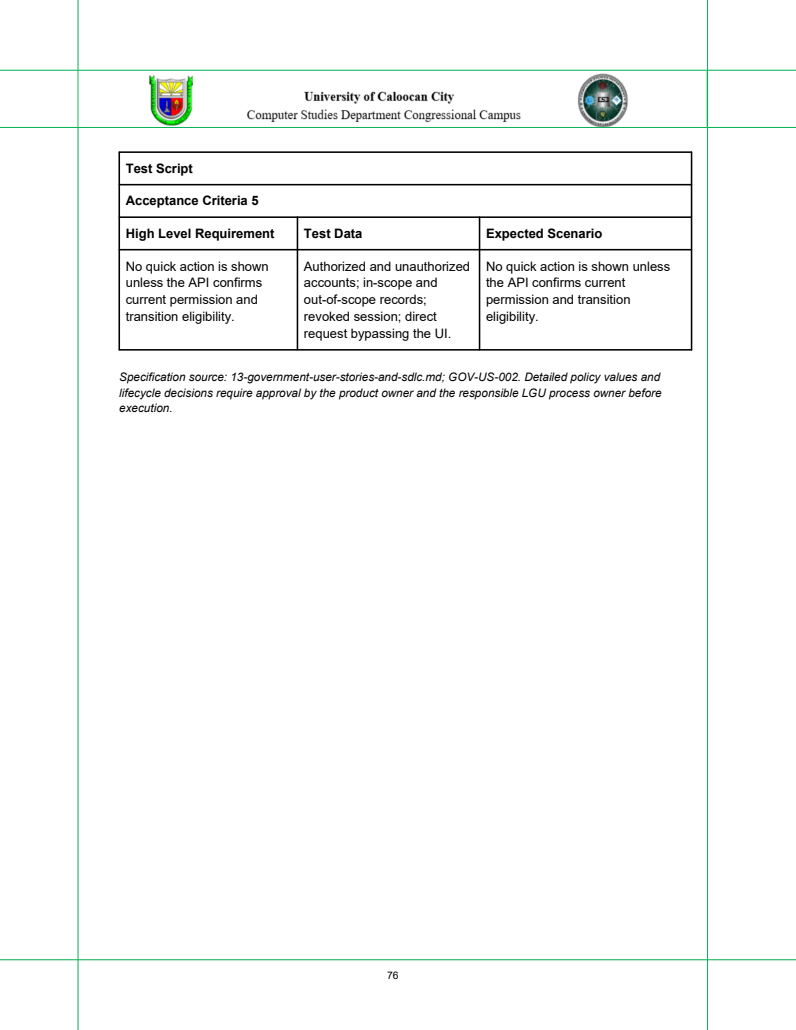 University of Caloocan City
Computer Studies Department Congressional Campus
Test Script
Acceptance Criteria 5
High Level Requirement
Test Data
Expected Scenario
No quick action is shown
unless the API confirms
current permission and
transition eligibility.
Authorized and unauthorized
accounts; in-scope and
out-of-scope records;
revoked session; direct
request bypassing the UI.
No quick action is shown unless
the API confirms current
permission and transition
eligibility.
Specification source: 13-government-user-stories-and-sdlc.md; GOV-US-002. Detailed policy values and
lifecycle decisions require approval by the product owner and the responsible LGU process owner before
execution.
76